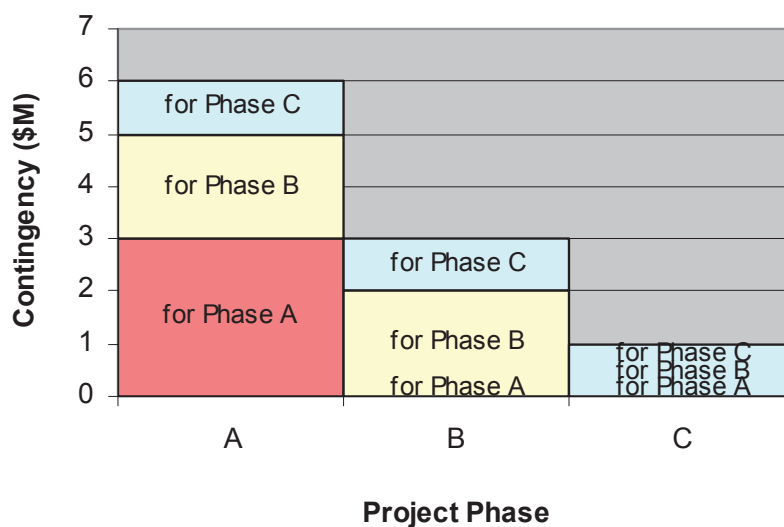 7
6
5
4
3
2
1
0
Contingency ($M)
for Phase C
for Phase B
for Phase A
for Phase C
for Phase B
for Phase A
for Phase C
for Phase B
for Phase A
A B C
Project Phase